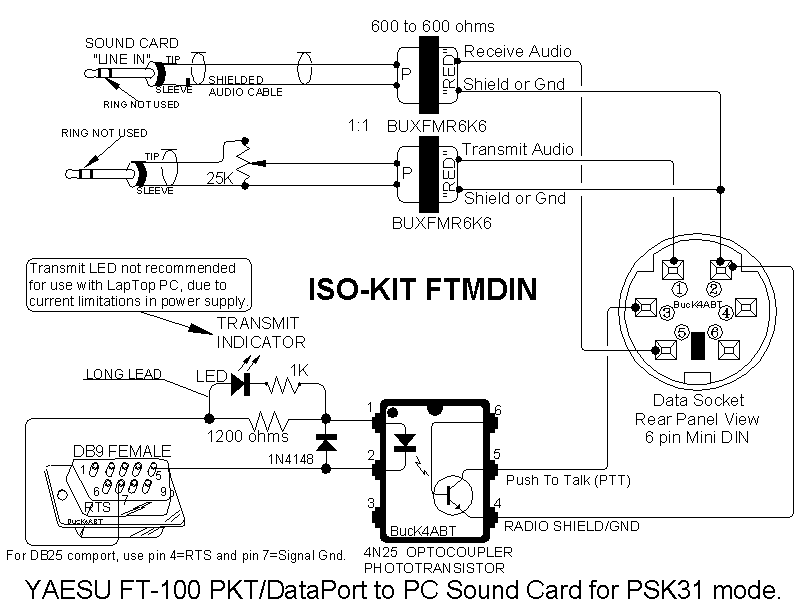 600 to 600 ohms
SOUND CARD
"LINE IN"
TIP
SLEEVE
SHIELDED
AUDIO CABLE
RING NOT USED
P
"RED"
Receive Audio
Shield or Gnd
1:1
BUXFMR6K6
RING NOT USED
TIP
SLEEVE
25K
P
"RED"
Transmit Audio
Shield or Gnd
BUXFMR6K6
Transmit LED not recommended
for use with LapTop PC, due to
current limitations in power supply.
ISO-KIT FTMDIN
1 2
BucK4ABT
3 4
5 6
Data Socket
Rear Panel View
6 pin Mini DIN
TRANSMIT
INDICATOR
LONG LEAD
LED
1K
1200 ohms
1N4148
DB9 FEMALE
1 5
6 7 9
RTS
BucK4ABT
1 6
2 5
3 4
BucK4ABT
Push To Talk (PTT)
RADIO SHIELD/GND
4N25 OPTOCOUPLER
PHOTOTRANSISTOR
For DB25 comport, use pin 4=RTS and pin 7=Signal Gnd.
YAESU FT-100 PKT/DataPort to PC Sound Card for PSK31 mode.